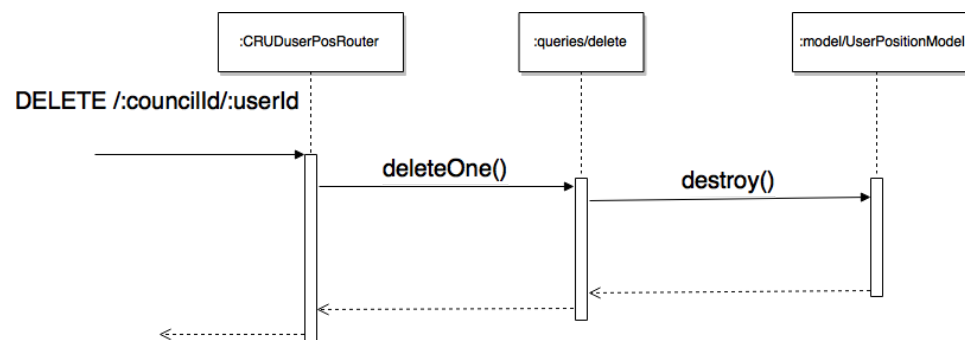 :CRUDuserPosRouter
:queries/delete
:model/UserPositionModel
DELETE /:councilId/:userId
deleteOne()
destroy()